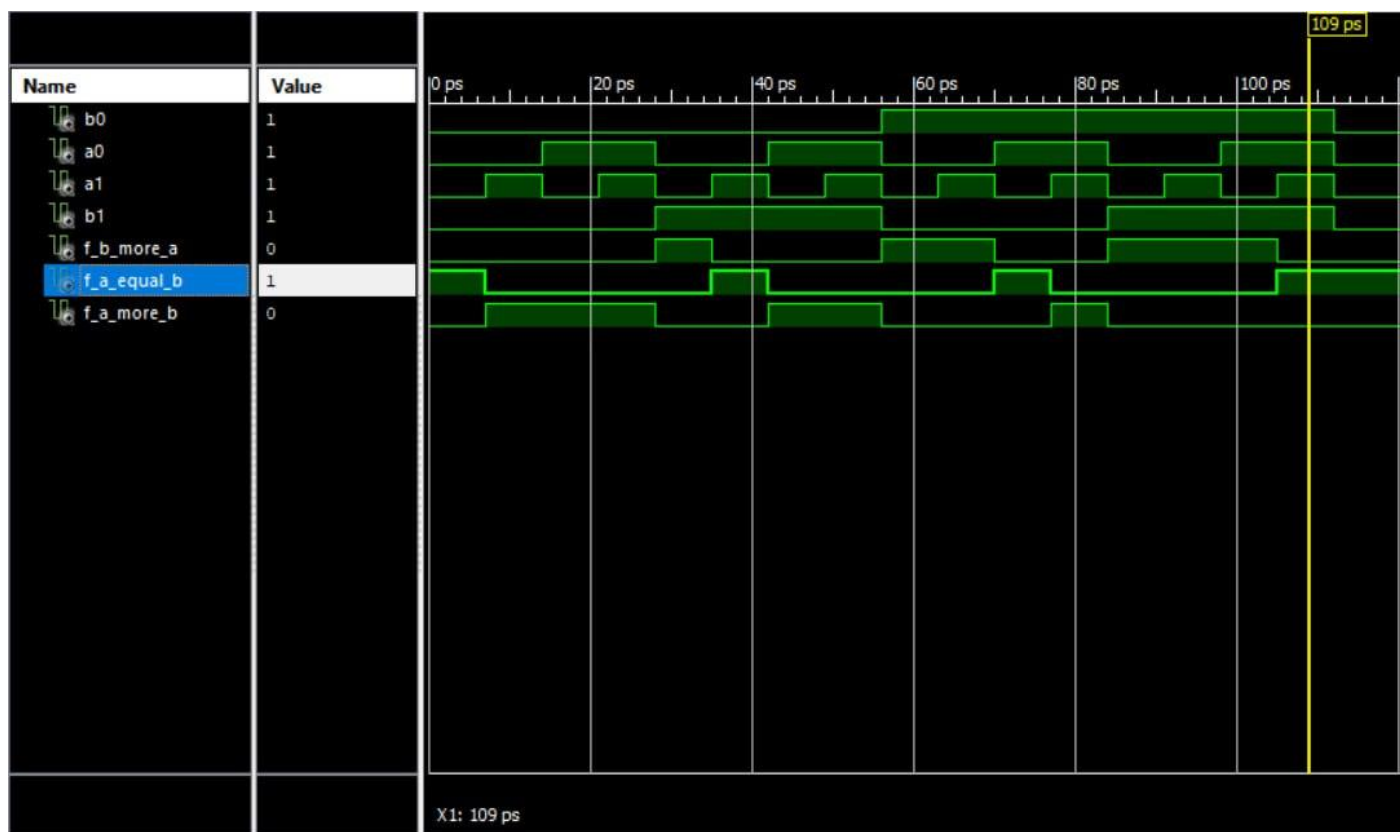 109 ps
Name Value 0 ps 20 ps 40 ps 60 ps 80 ps 100 ps
b0 1
a0 1
a1 1
b1 1
f_b_more_a 0
f_a_equal_b 1
f_a_more_b 0
X1: 109 ps